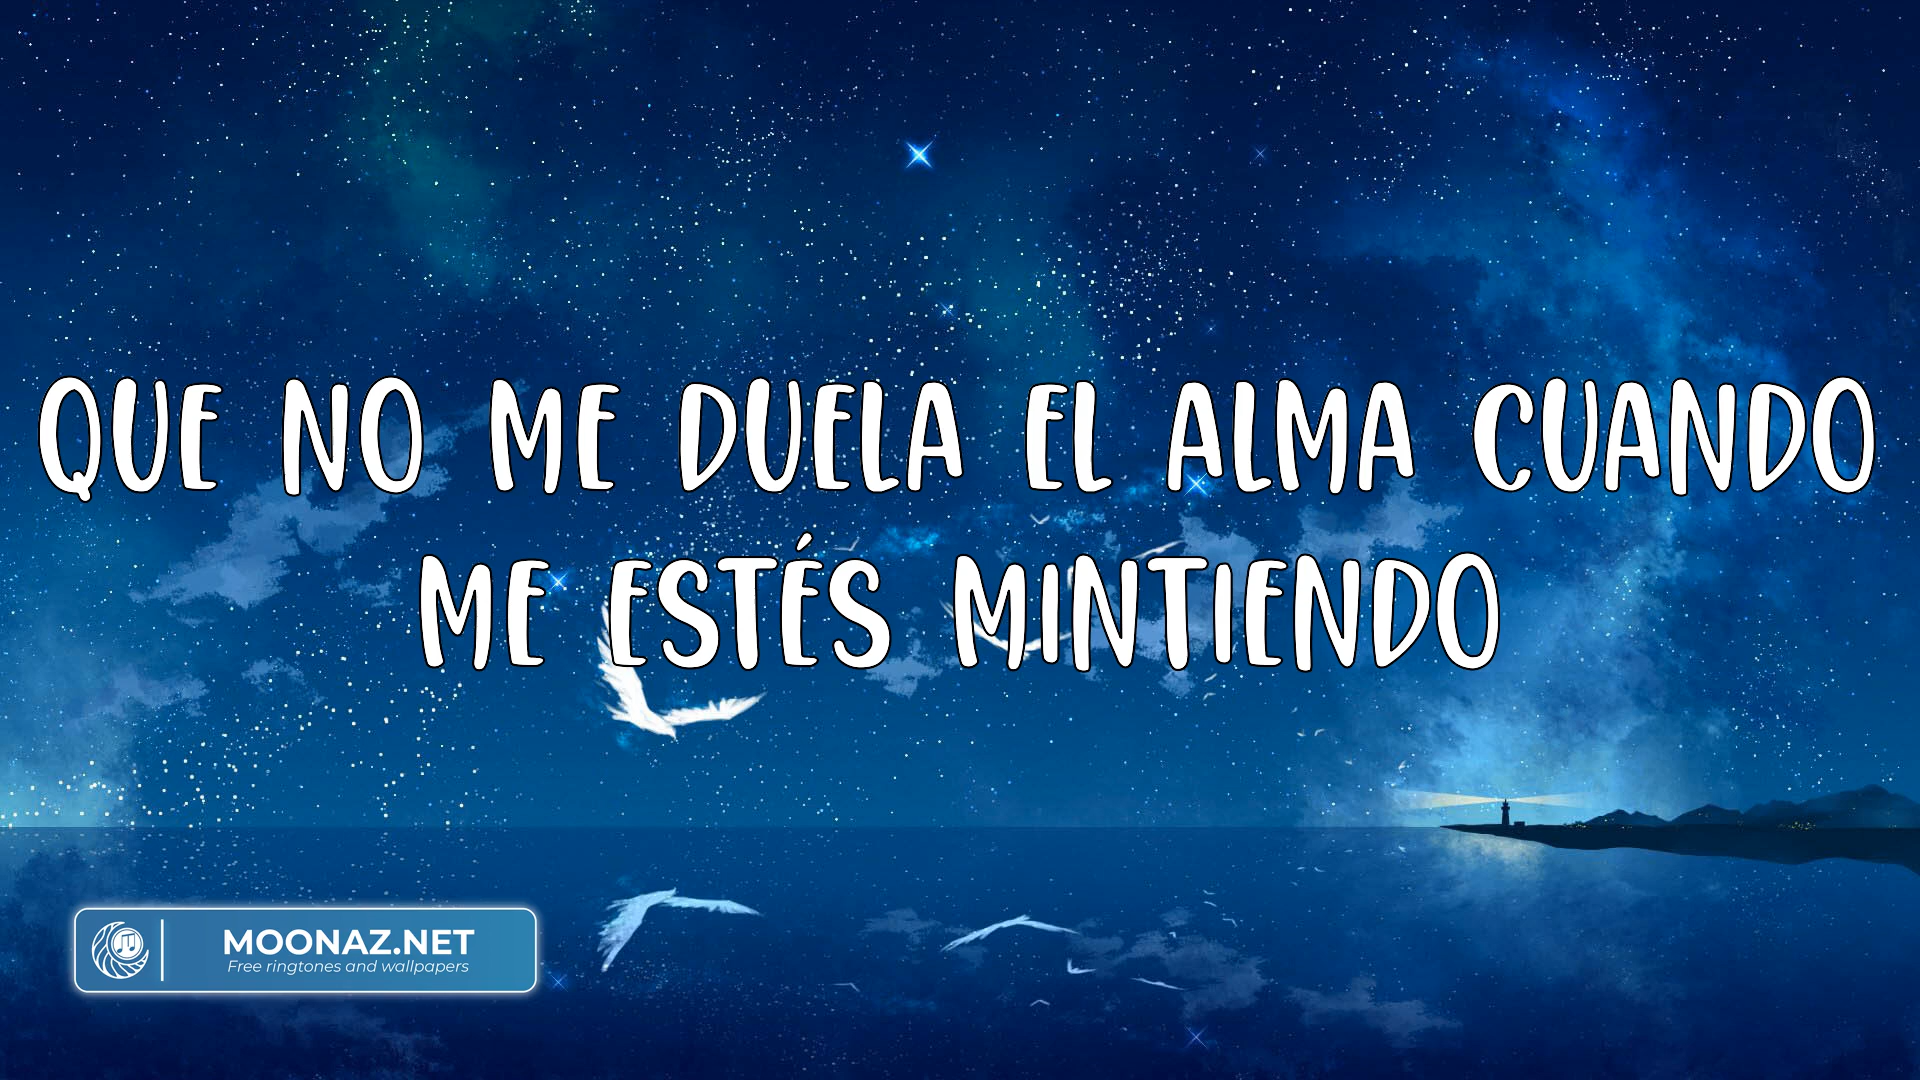 QUE NO ME DUELA EL ALMA CUANDO
ME ESTÉS MINTIENDO
MOONAZ.NET
Free ringtones and wallpapers